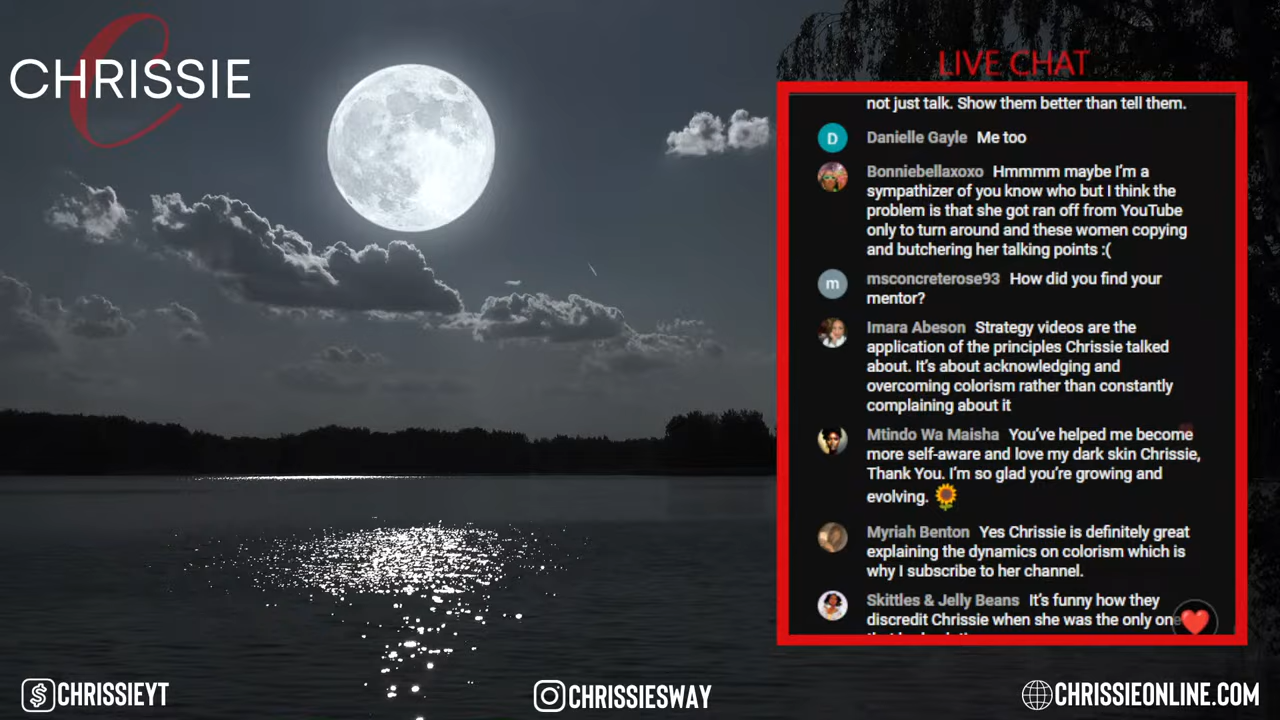 CHRISSIE
LIVE CHAT
not just talk. Show them better than tell them.
Danielle Gayle Me too
Bonniebellaxoxo Hmmmm maybe I'm a
sympathizer of you know who but I think the
problem is that she got ran off from YouTube
only to turn around and these women copying
and butchering her talking points :(
msconcreterose93 How did you find your
mentor?
Imara Abeson Strategy videos are the
application of the principles Chrissie talked
about. It's about acknowledging and
overcoming colorism rather than constantly
complaining about it
Mtindo Wa Maisha You've helped me become
more self-aware and love my dark skin Chrissie,
Thank You. I'm so glad you're growing and
evolving. 🌻
Myriah Benton Yes Chrissie is definitely great
explaining the dynamics on colorism which is
why I subscribe to her channel.
Skittles & Jelly Beans It's funny how they
discredit Chrissie when she was the only one
$ CHRISSIEYT
CHRISSIESWAY
CHRISSIEONLINE.COM